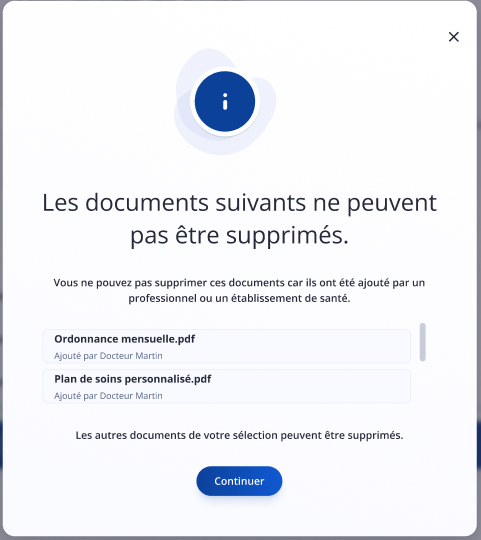 Les documents suivants ne peuvent
pas être supprimés.
Vous ne pouvez pas supprimer ces documents car ils ont été ajouté par un
professionnel ou un établissement de santé.
Ordonnance mensuelle.pdf
Ajouté par Docteur Martin
Plan de soins personnalisé.pdf
Ajouté par Docteur Martin
Les autres documents de votre sélection peuvent être supprimés.
Continuer